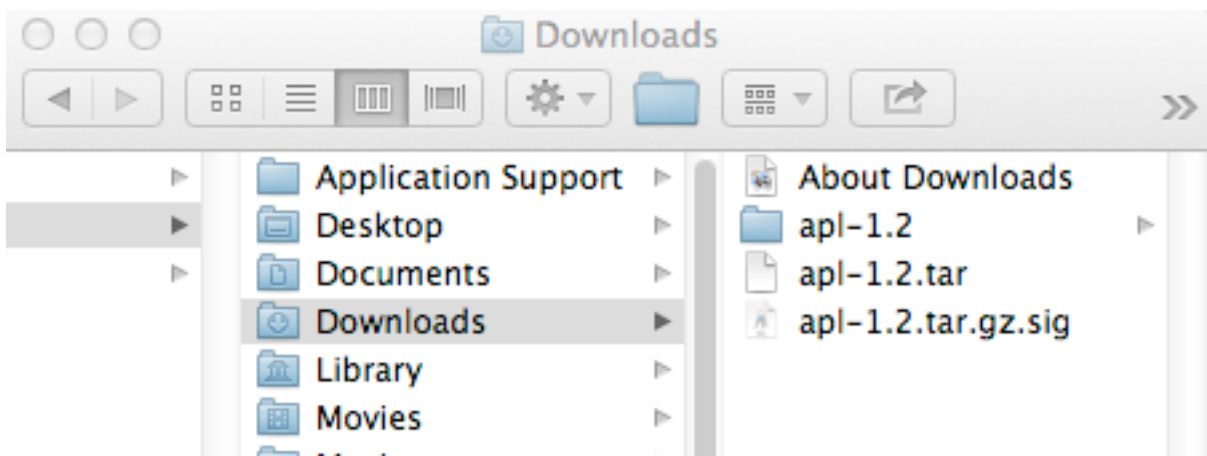 Downloads
Application Support
Desktop
Documents
Downloads
Library
Movies
About Downloads
apl-1.2
apl-1.2.tar
apl-1.2.tar.gz.sig